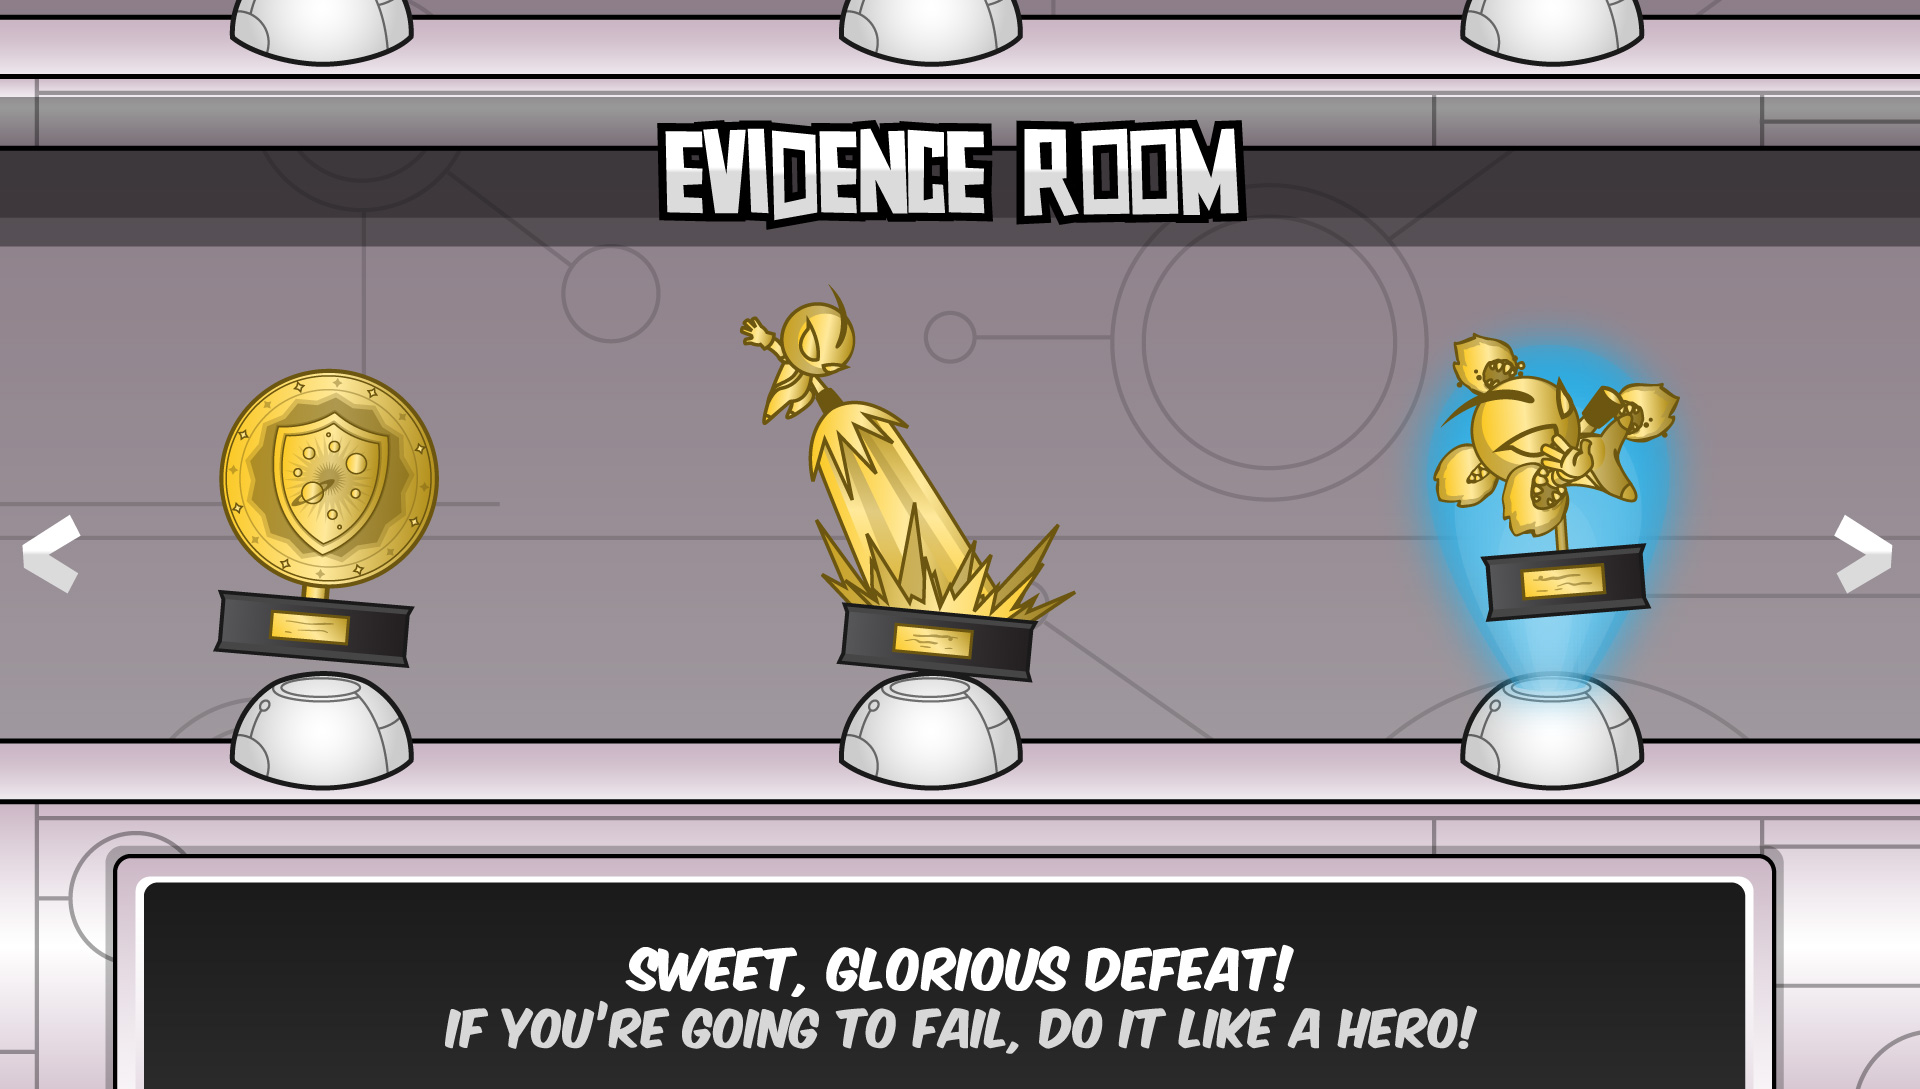 EVIDENCE ROOM
SWEET, GLORIOUS DEFEAT!
IF YOU'RE GOING TO FAIL, DO IT LIKE A HERO!